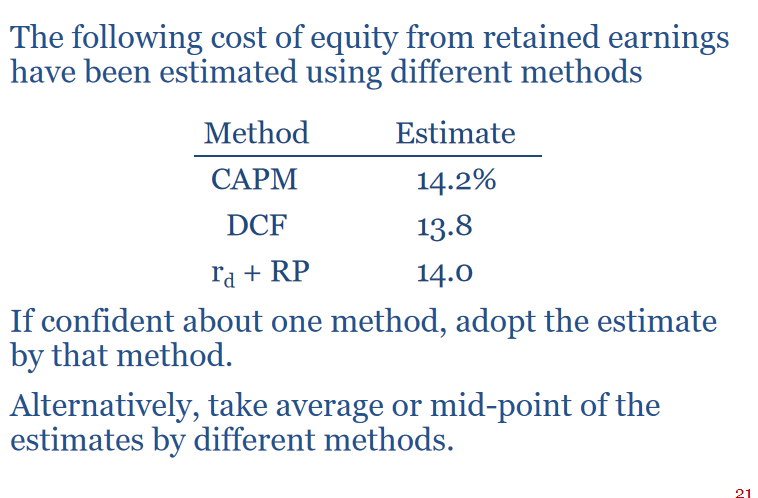 The following cost of equity from retained earnings
have been estimated using different methods
Method Estimate
CAPM 14.2%
DCF 13.8
rd + RP 14.0
If confident about one method, adopt the estimate
by that method.
Alternatively, take average or mid-point of the
estimates by different methods.
21